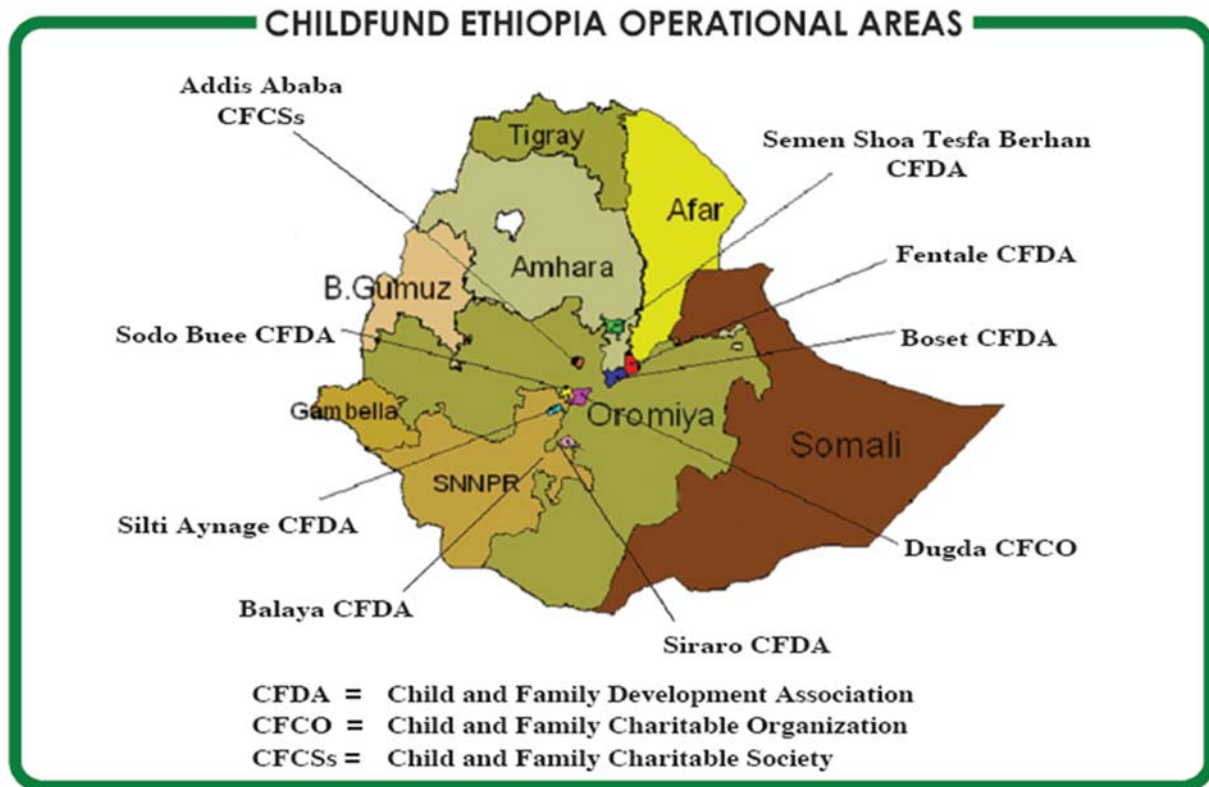 CHILDFUND ETHIOPIA OPERATIONAL AREAS
Addis Ababa
CFCSs
Tigray
Semen Shoa Tesfa Berhan
CFDA
Afar
Amhara
Fentale CFDA
B.Gumuz
Sodo Buee CFDA
Boset CFDA
Gambella
Oromiya
Somali
SNNPR
Silti Aynage CFDA
Dugda CFCO
Balaya CFDA
Siraro CFDA
CFDA = Child and Family Development Association
CFCO = Child and Family Charitable Organization
CFCSs = Child and Family Charitable Society